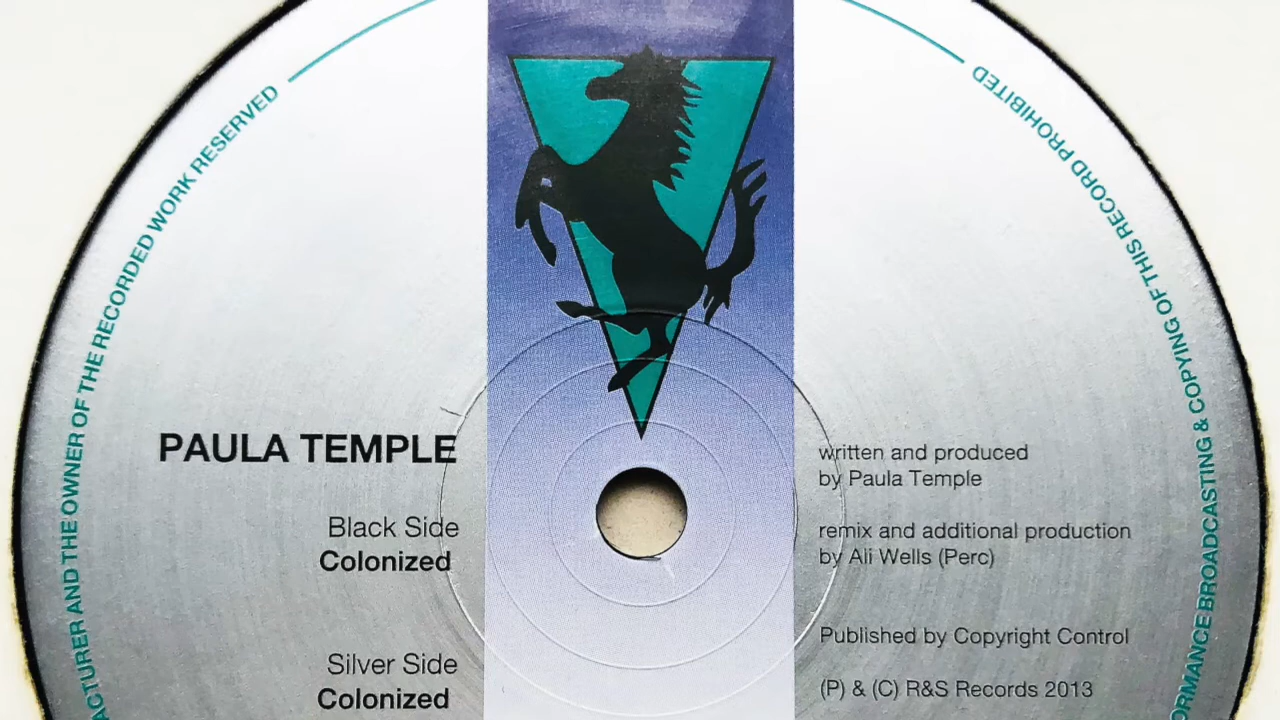 ACTURER AND THE OWNER OF THE RECORDED WORK RESERVED
PAULA TEMPLE
Black Side
Colonized
Silver Side
Colonized
written and produced
by Paula Temple
remix and additional production
by Ali Wells (Perc)
Published by Copyright Control
(P) & (C) R&S Records 2013
ORMANCE BROADCASTING & COPYING OF THIS RECORD PROHIBITED